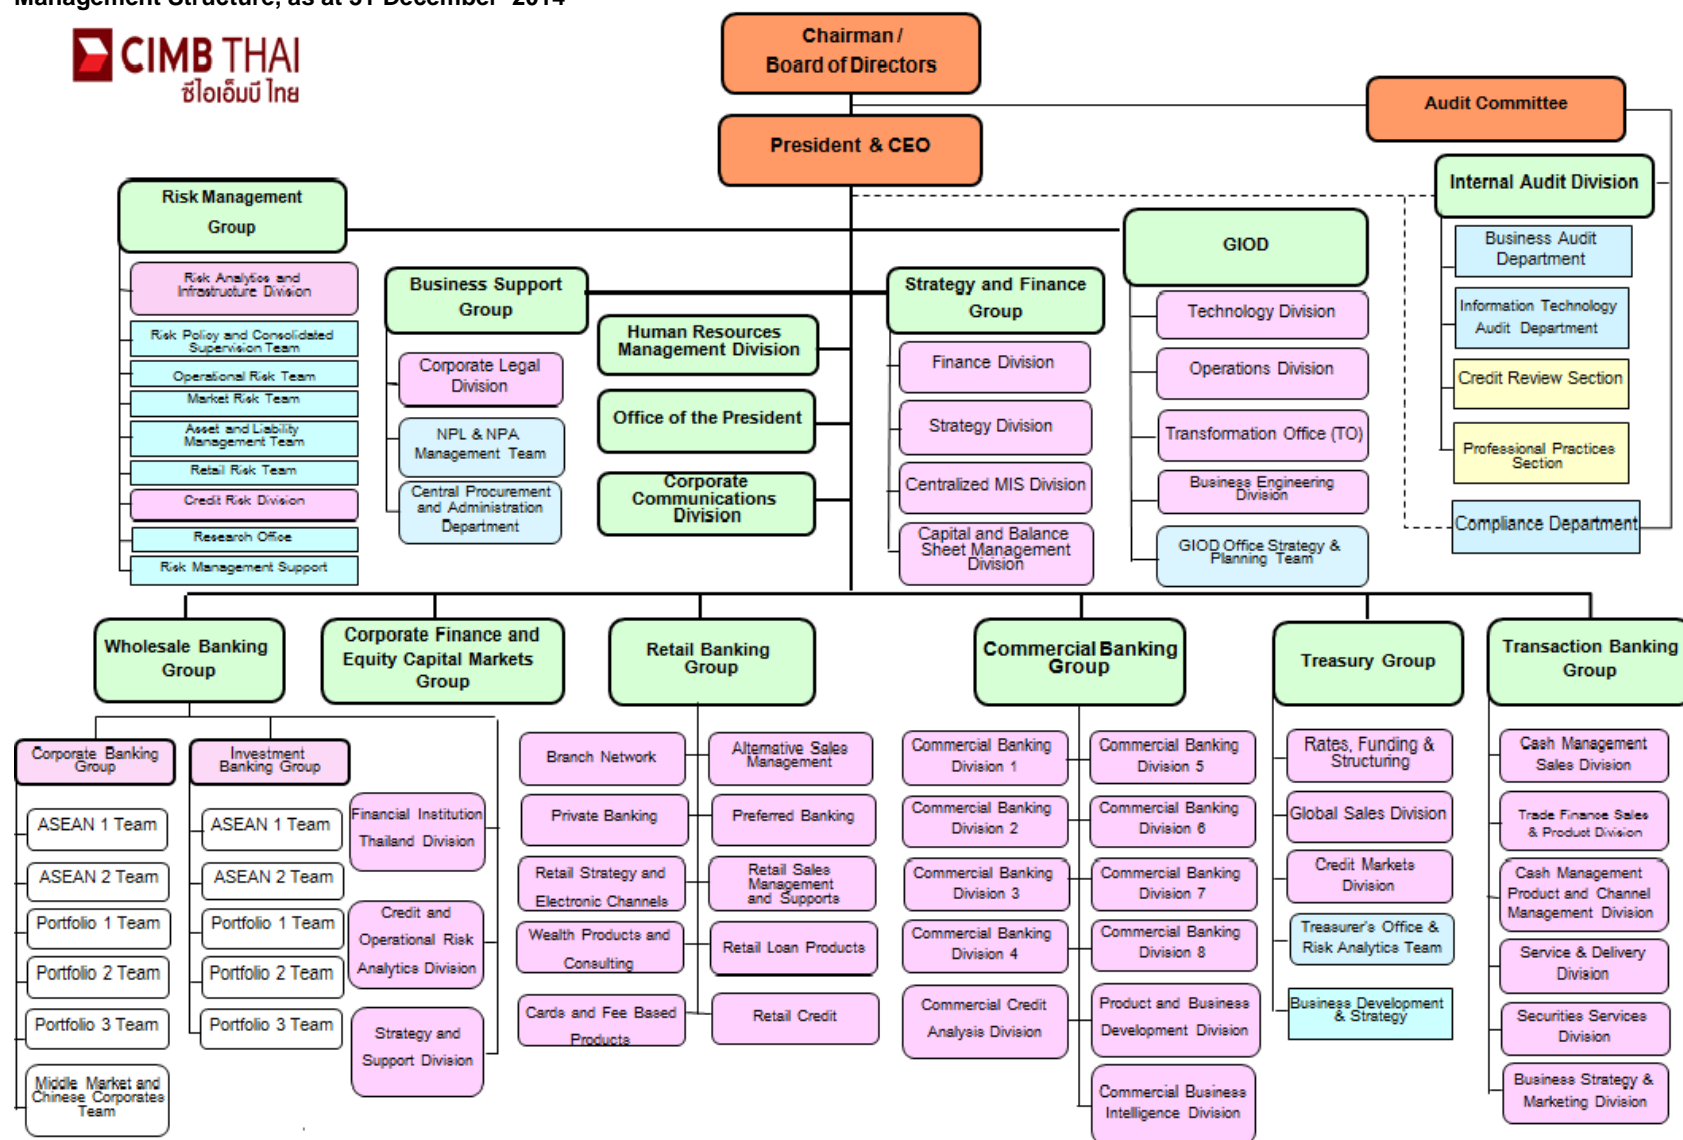 Management Structure, as at 31 December 2014
CIMB THAI
ซีไอเอ็มบี ไทย
Chairman /
Board of Directors
Audit Committee
President & CEO
Internal Audit Division
Business Audit
Department
Information Technology
Audit Department
Credit Review Section
Professional Practices
Section
Compliance Department
Risk Management
Group
Risk Analytics and
Infrastructure Division
Risk Policy and Consolidated
Supervision Team
Operational Risk Team
Market Risk Team
Asset and Liability
Management Team
Retail Risk Team
Credit Risk Division
Research Office
Risk Management Support
Business Support
Group
Corporate Legal
Division
NPL & NPA
Management Team
Central Procurement
and Administration
Department
Human Resources
Management Division
Office of the President
Corporate
Communications
Division
Strategy and Finance
Group
Finance Division
Strategy Division
Centralized MIS Division
Capital and Balance
Sheet Management
Division
GIOD
Technology Division
Operations Division
Transformation Office (TO)
Business Engineering
Division
GIOD Office Strategy &
Planning Team
Wholesale Banking
Group
Corporate Banking
Group
ASEAN 1 Team
ASEAN 2 Team
Portfolio 1 Team
Portfolio 2 Team
Portfolio 3 Team
Middle Market and
Chinese Corporates
Team
Investment
Banking Group
ASEAN 1 Team
ASEAN 2 Team
Portfolio 1 Team
Portfolio 2 Team
Portfolio 3 Team
Financial Institution
Thailand Division
Credit and
Operational Risk
Analytics Division
Strategy and
Support Division
Corporate Finance and
Equity Capital Markets
Group
Retail Banking
Group
Branch Network
Private Banking
Retail Strategy and
Electronic Channels
Wealth Products and
Consulting
Cards and Fee Based
Products
Alternative Sales
Management
Preferred Banking
Retail Sales
Management
and Supports
Retail Loan Products
Retail Credit
Commercial Banking
Group
Commercial Banking
Division 1
Commercial Banking
Division 2
Commercial Banking
Division 3
Commercial Banking
Division 4
Commercial Credit
Analysis Division
Commercial Banking
Division 5
Commercial Banking
Division 6
Commercial Banking
Division 7
Commercial Banking
Division 8
Product and Business
Development Division
Commercial Business
Intelligence Division
Treasury Group
Rates, Funding &
Structuring
Global Sales Division
Credit Markets
Division
Treasurer's Office &
Risk Analytics Team
Business Development
& Strategy
Transaction Banking
Group
Cash Management
Sales Division
Trade Finance Sales
& Product Division
Cash Management
Product and Channel
Management Division
Service & Delivery
Division
Securities Services
Division
Business Strategy &
Marketing Division